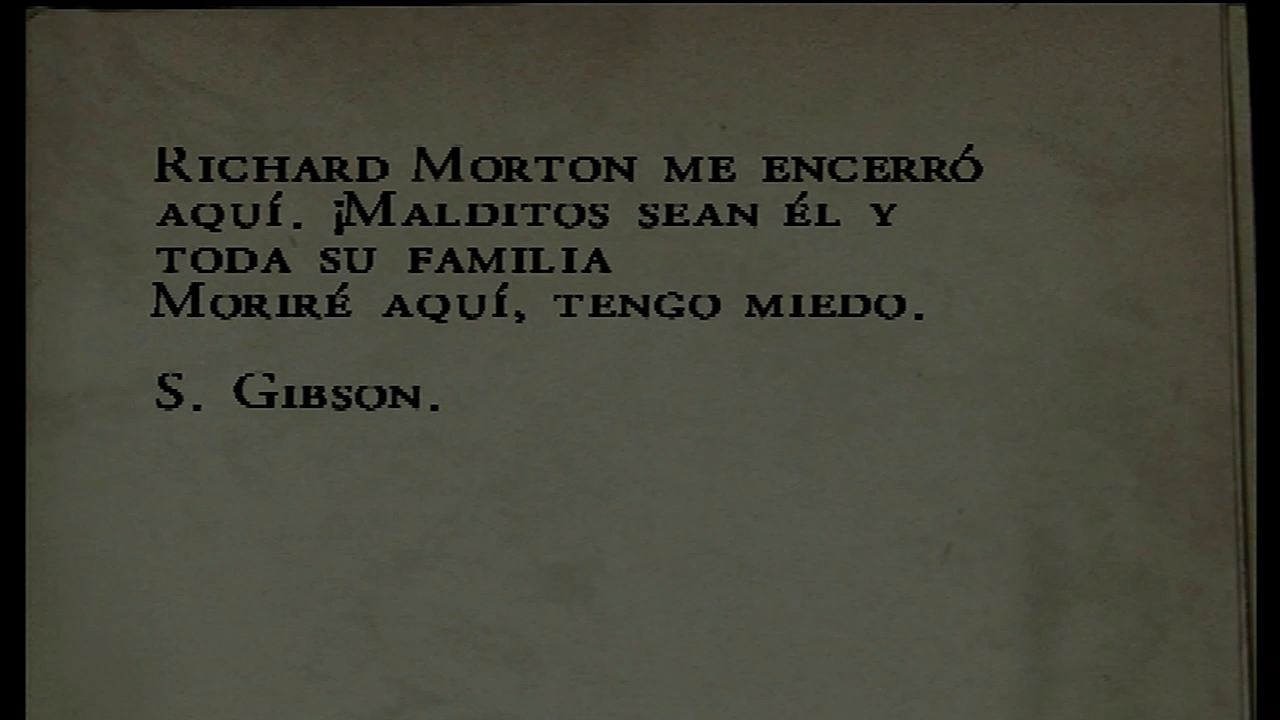 Richard Morton me encerró
aquí. ¡Malditos sean él y
toda su familia
Moriré aquí, tengo miedo.
S. Gibson.